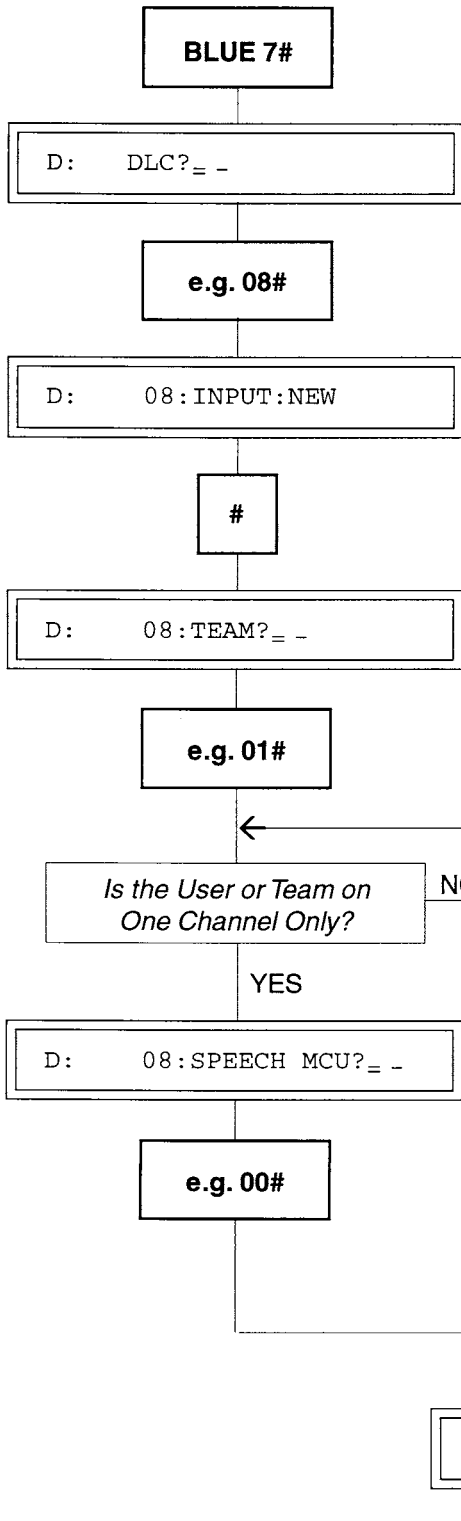 BLUE 7#
D: DLC?_ _
e.g. 08#
D: 08:INPUT:NEW
#
D: 08:TEAM?_ _
e.g. 01#
Is the User or Team on
One Channel Only?
YES
D: 08:SPEECH MCU?_ _
e.g. 00#